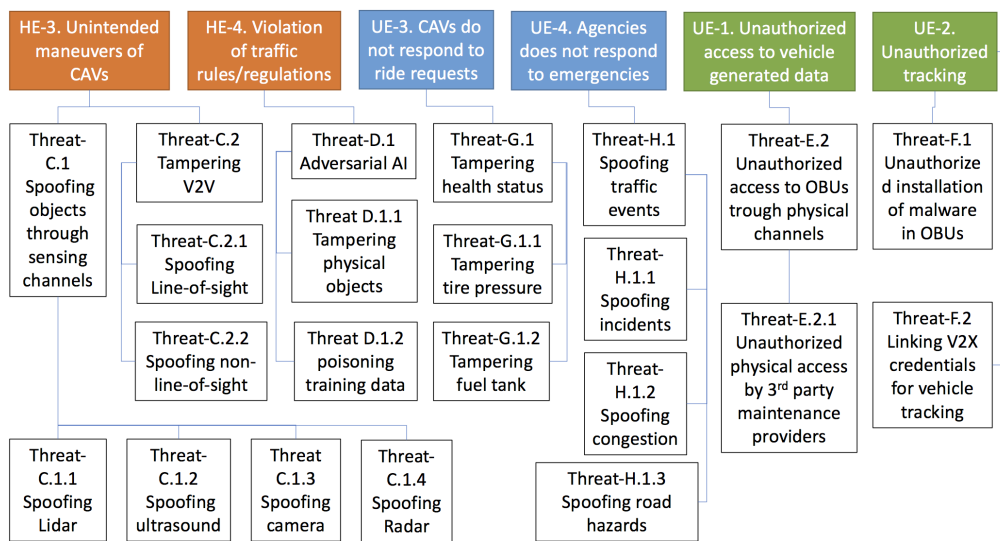 HE-3. Unintended
maneuvers of
CAVs
HE-4. Violation
of traffic
rules/regulations
UE-3. CAVs do
not respond to
ride requests
UE-4. Agencies
does not respond
to emergencies
UE-1. Unauthorized
access to vehicle
generated data
UE-2.
Unauthorized
tracking
Threat-
C.1
Spoofing
objects
through
sensing
channels
Threat-C.2
Tampering
V2V
Threat-C.2.1
Spoofing
Line-of-sight
Threat-C.2.2
Spoofing non-
line-of-sight
Threat-D.1
Adversarial AI
Threat D.1.1
Tampering
physical
objects
Threat D.1.2
poisoning
training data
Threat-G.1
Tampering
health status
Threat-G.1.1
Tampering
tire pressure
Threat-G.1.2
Tampering
fuel tank
Threat-
H.1
Spoofing
traffic
events
Threat-
H.1.1
Spoofing
incidents
Threat-
H.1.2
Spoofing
congestion
Threat-H.1.3
Spoofing road
hazards
Threat-E.2
Unauthorized
access to OBUs
trough physical
channels
Threat-E.2.1
Unauthorized
physical access
by 3rd party
maintenance
providers
Threat-F.1
Unauthorize
d installation
of malware
in OBUs
Threat-F.2
Linking V2X
credentials
for vehicle
tracking
Threat-
C.1.1
Spoofing
Lidar
Threat-
C.1.2
Spoofing
ultrasound
Threat
C.1.3
Spoofing
camera
Threat-
C.1.4
Spoofing
Radar